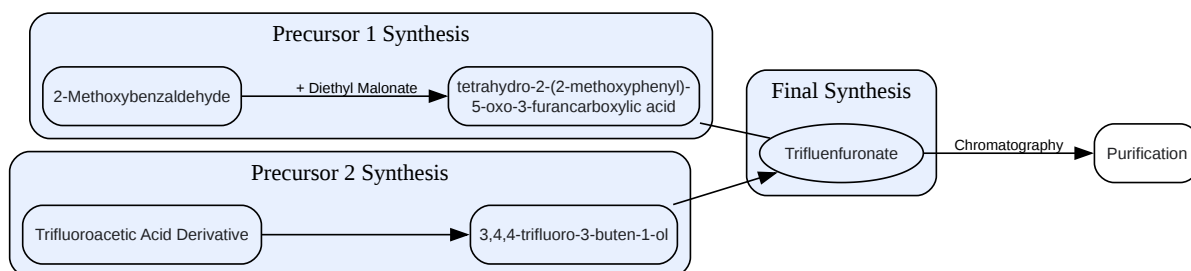 Precursor 1 Synthesis
2-Methoxybenzaldehyde
+ Diethyl Malonate
tetrahydro-2-(2-methoxyphenyl)-
5-oxo-3-furancarboxylic acid
Precursor 2 Synthesis
Trifluoroacetic Acid Derivative
3,4,4-trifluoro-3-buten-1-ol
Final Synthesis
Trifluenfuronate
Chromatography
Purification